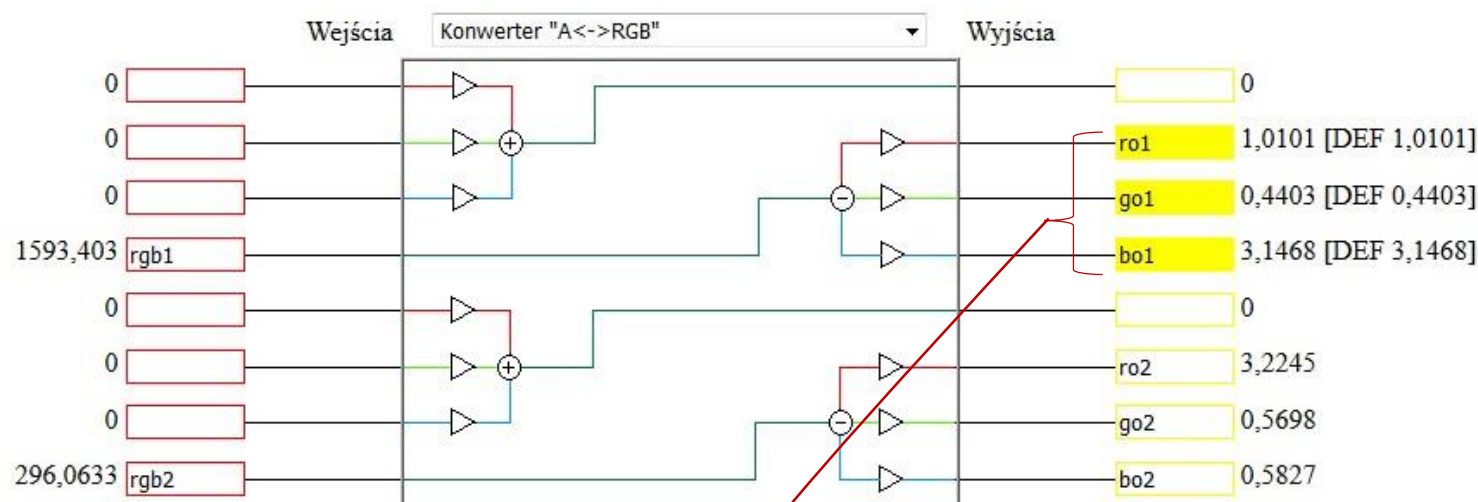 Wejścia Konwerter "A<->RGB" Wyjścia
0 0
0 ro1 1,0101 [DEF 1,0101]
0 go1 0,4403 [DEF 0,4403]
1593,403 rgb1 bo1 3,1468 [DEF 3,1468]
0 0
0 ro2 3,2245
0 go2 0,5698
296,0633 rgb2 bo2 0,5827